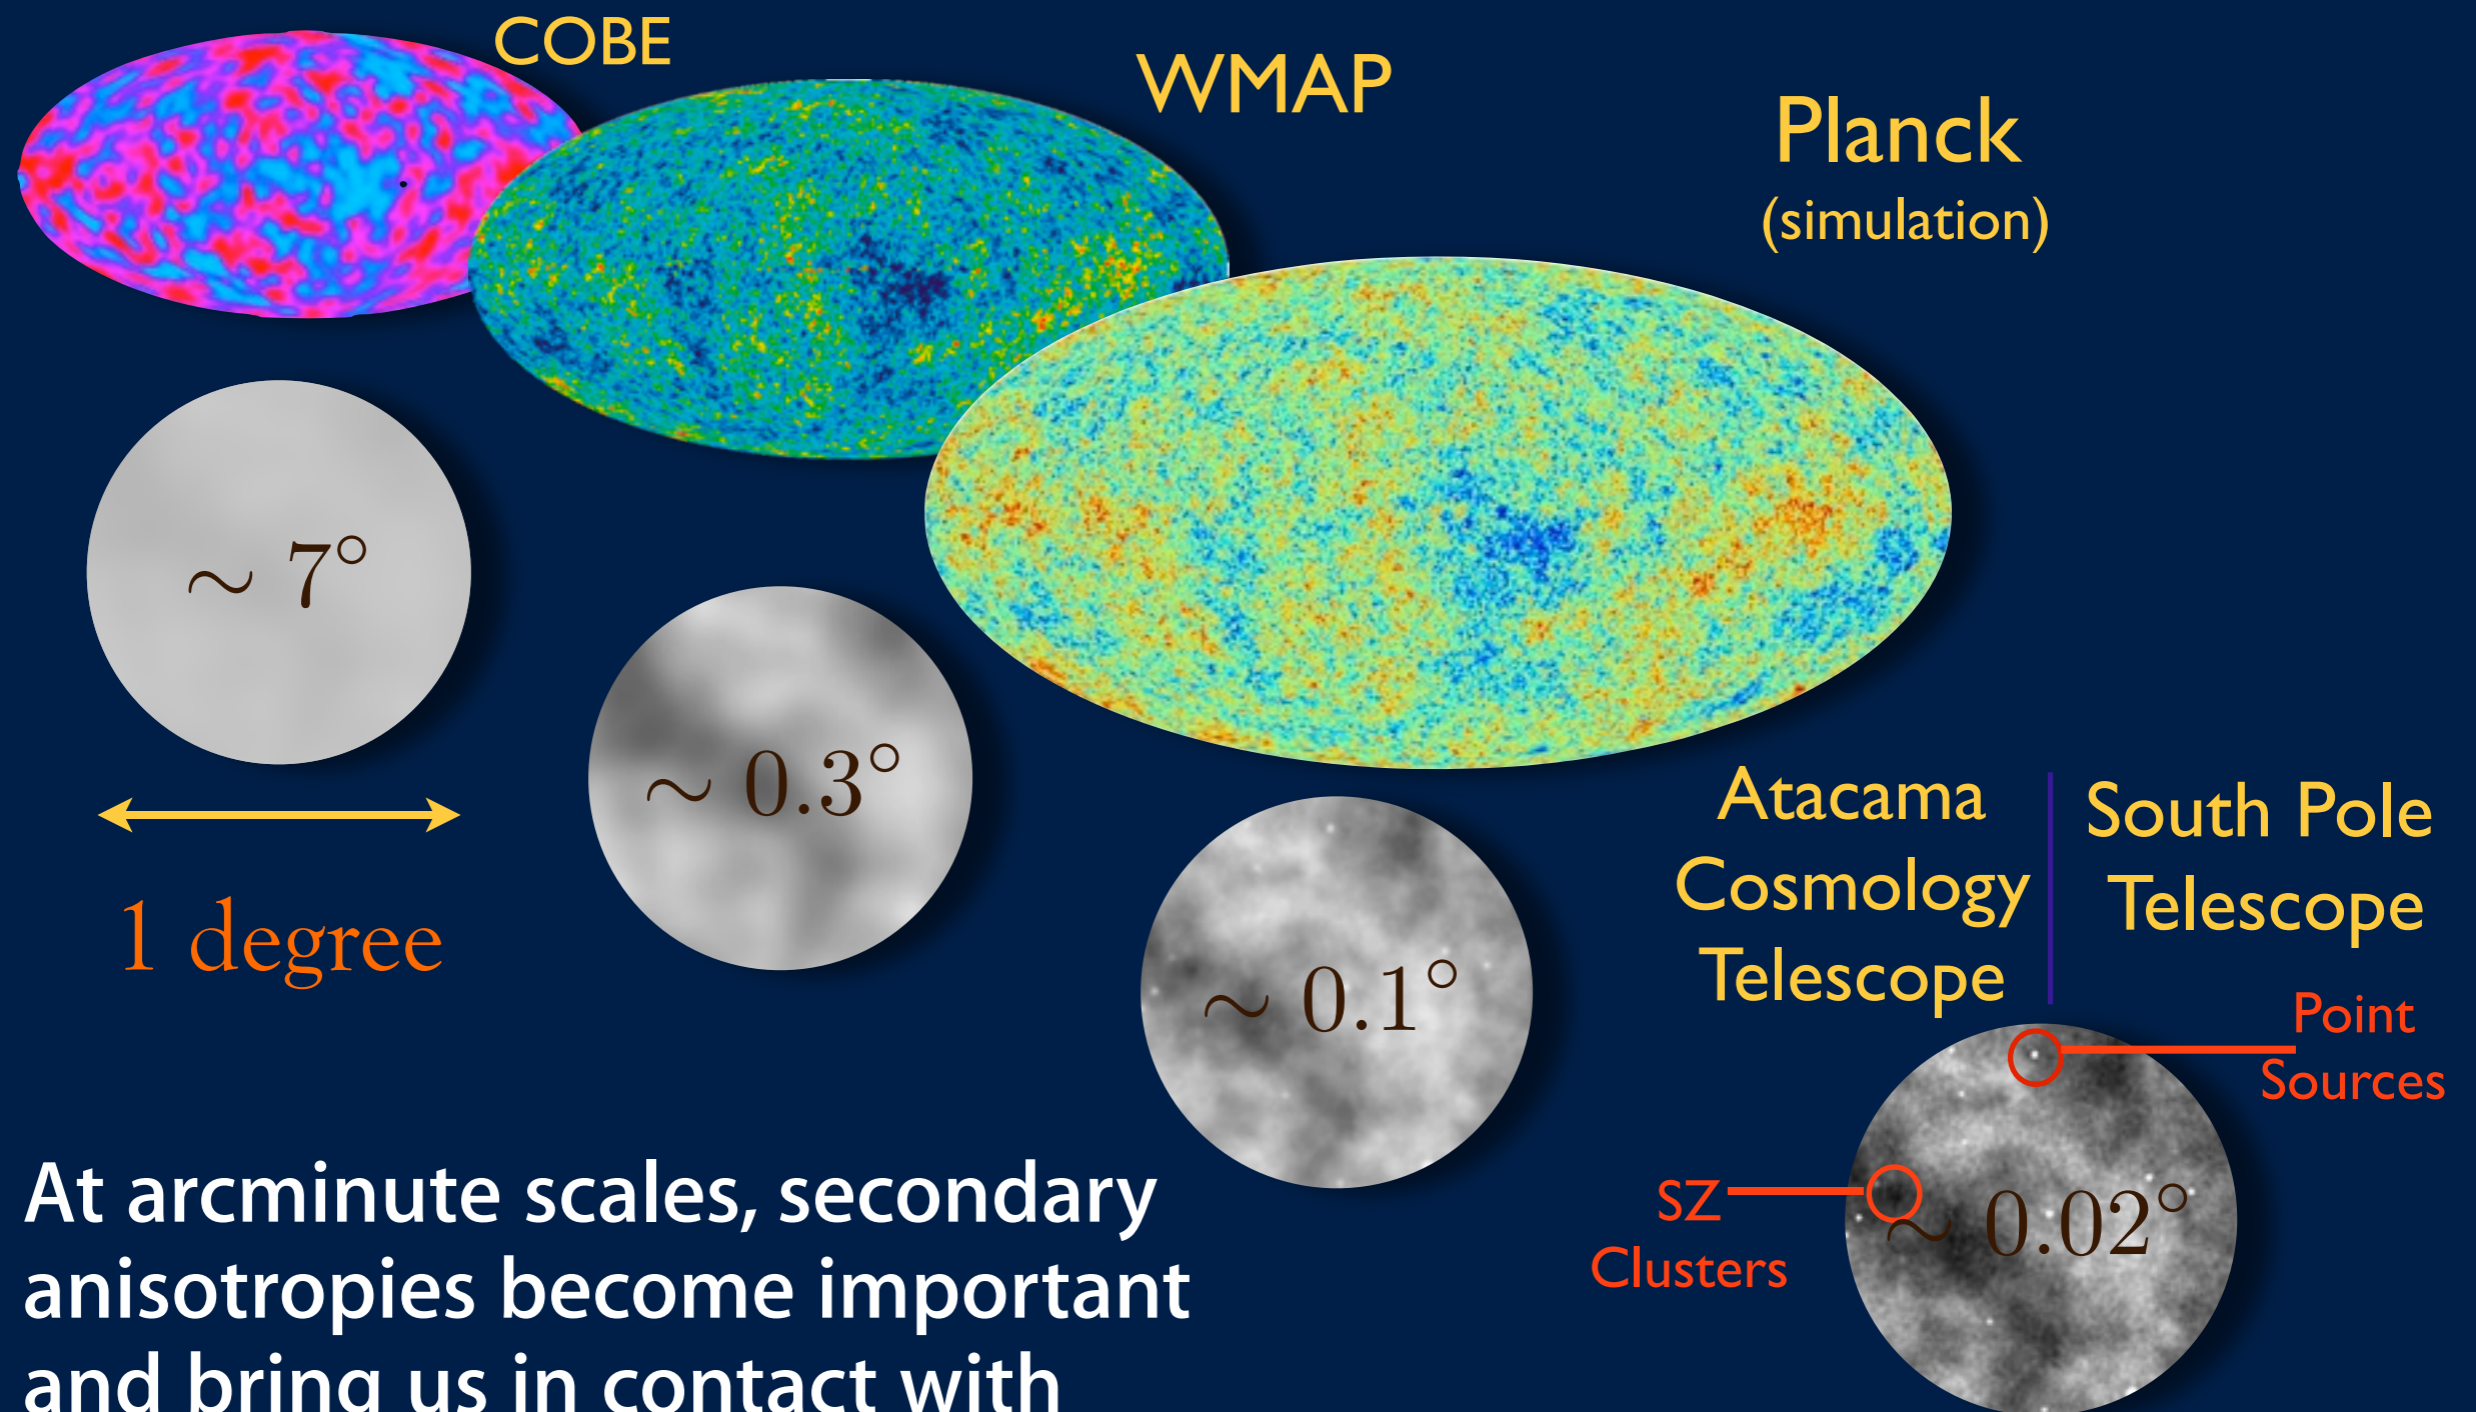 COBE
WMAP
Planck
(simulation)
∼ 7°
∼ 0.3°
1 degree
∼ 0.1°
Atacama
Cosmology
Telescope
South Pole
Telescope
Point
Sources
SZ
Clusters
∼ 0.02°
At arcminute scales, secondary
anisotropies become important
and bring us in contact with